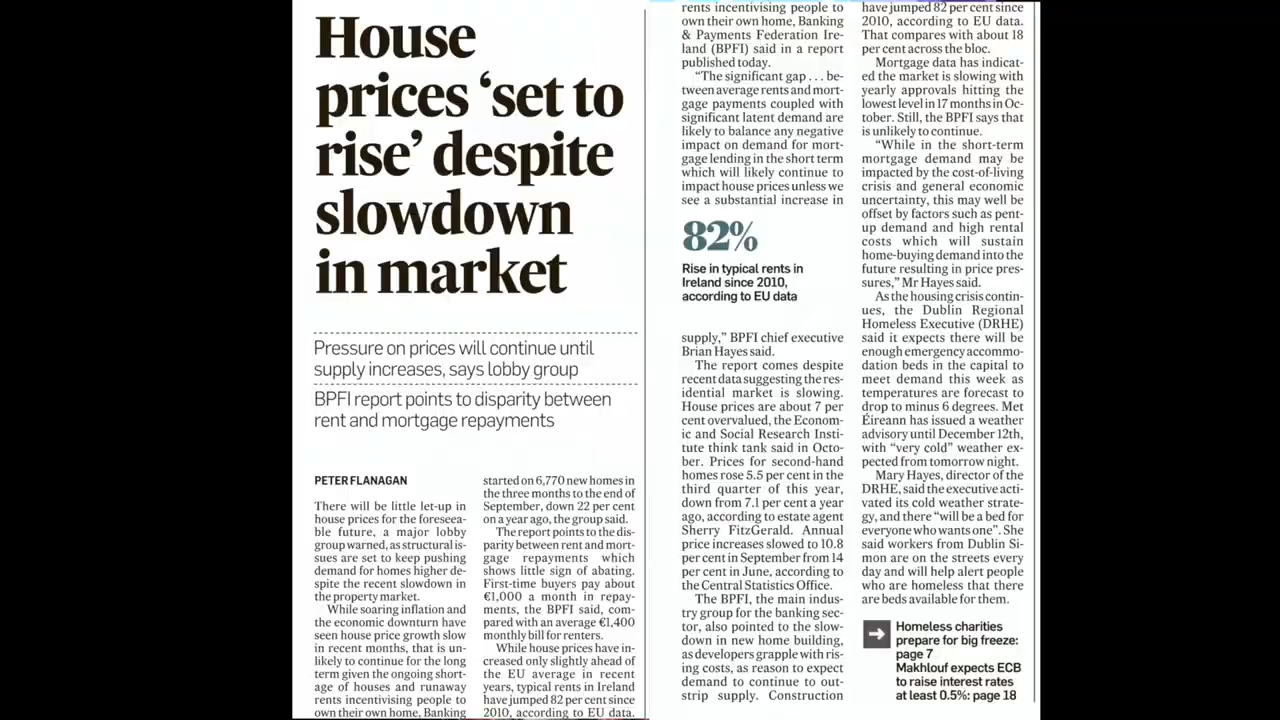 House
prices ‘set to
rise’ despite
slowdown
in market
Pressure on prices will continue until
supply increases, says lobby group
BPFI report points to disparity between
rent and mortgage repayments
PETER FLANAGAN
There will be little let-up in
house prices for the foreseea-
ble future, a major lobby
group warned, as structural is-
sues are set to keep pushing
demand for homes higher de-
spite the recent slowdown in
the property market.
While soaring inflation and
the economic downturn have
seen house price growth slow
in recent months, that is un-
likely to continue for the long
term given the ongoing short-
age of houses and runaway
rents incentivising people to
own their own home, Banking
started on 6,770 new homes in
the three months to the end of
September, down 22 per cent
on a year ago, the group said.
The report points to the dis-
parity between rent and mort-
gage repayments which
shows little sign of abating.
First-time buyers pay about
€1,000 a month in repay-
ments, the BPFI said, com-
pared with an average €1,400
monthly bill for renters.
While house prices have in-
creased only slightly ahead of
the EU average in recent
years, typical rents in Ireland
have jumped 82 per cent since
2010, according to EU data.
rents incentivising people to
own their own home, Banking
& Payments Federation Ire-
land (BPFI) said in a report
published today.
“The significant gap . . . be-
tween average rents and mort-
gage payments coupled with
significant latent demand are
likely to balance any negative
impact on demand for mort-
gage lending in the short term
which will likely continue to
impact house prices unless we
see a substantial increase in
82%
Rise in typical rents in
Ireland since 2010,
according to EU data
supply,” BPFI chief executive
Brian Hayes said.
The report comes despite
recent data suggesting the res-
idential market is slowing.
House prices are about 7 per
cent overvalued, the Econom-
ic and Social Research Insti-
tute think tank said in Octo-
ber. Prices for second-hand
homes rose 5.5 per cent in the
third quarter of this year,
down from 7.1 per cent a year
ago, according to estate agent
Sherry FitzGerald. Annual
price increases slowed to 10.8
per cent in September from 14
per cent in June, according to
the Central Statistics Office.
The BPFI, the main indus-
try group for the banking sec-
tor, also pointed to the slow-
down in new home building,
as developers grapple with ris-
ing costs, as reason to expect
demand to continue to out-
strip supply. Construction
have jumped 82 per cent since
2010, according to EU data.
That compares with about 18
per cent across the bloc.
Mortgage data has indicat-
ed the market is slowing with
yearly approvals hitting the
lowest level in 17 months in Oc-
tober. Still, the BPFI says that
is unlikely to continue.
“While in the short-term
mortgage demand may be
impacted by the cost-of-living
crisis and general economic
uncertainty, this may well be
offset by factors such as pent-
up demand and high rental
costs which will sustain
home-buying demand into the
future resulting in price pres-
sures,” Mr Hayes said.
As the housing crisis contin-
ues, the Dublin Regional
Homeless Executive (DRHE)
said it expects there will be
enough emergency accommo-
dation beds in the capital to
meet demand this week as
temperatures are forecast to
drop to minus 6 degrees. Met
Éireann has issued a weather
advisory until December 12th,
with “very cold” weather ex-
pected from tomorrow night.
Mary Hayes, director of the
DRHE, said the executive acti-
vated its cold weather strate-
gy, and there “will be a bed for
everyone who wants one”. She
said workers from Dublin Si-
mon are on the streets every
day and will help alert people
who are homeless that there
are beds available for them.
Homeless charities
prepare for big freeze:
page 7
Makhlouf expects ECB
to raise interest rates
at least 0.5%: page 18